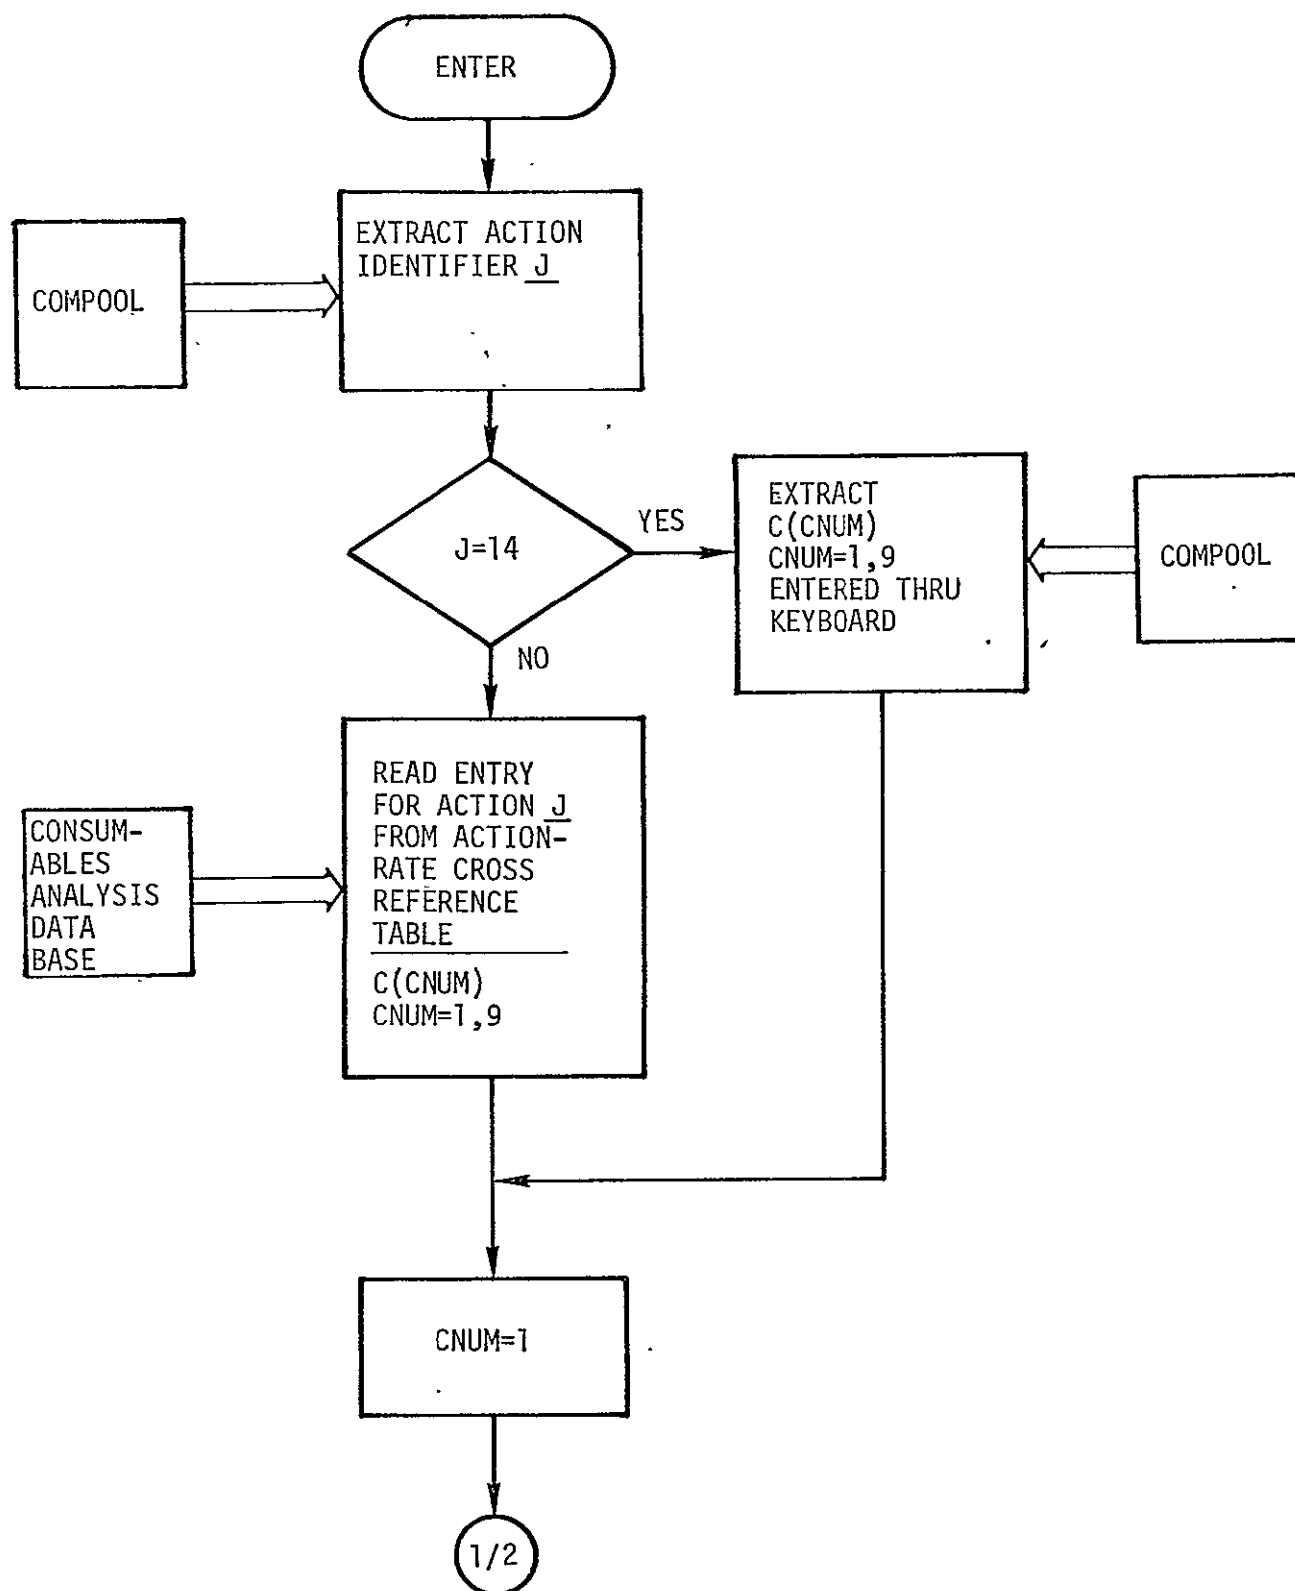 ENTER
EXTRACT ACTION
IDENTIFIER J
COMPOOL
J=14
YES
EXTRACT
C(CNUM)
CNUM=1,9
ENTERED THRU
KEYBOARD
COMPOOL
NO
READ ENTRY
FOR ACTION J
FROM ACTION-
RATE CROSS
REFERENCE
TABLE
C(CNUM)
CNUM=1,9
CONSUM-
ABLES
ANALYSIS
DATA
BASE
CNUM=1
1/2